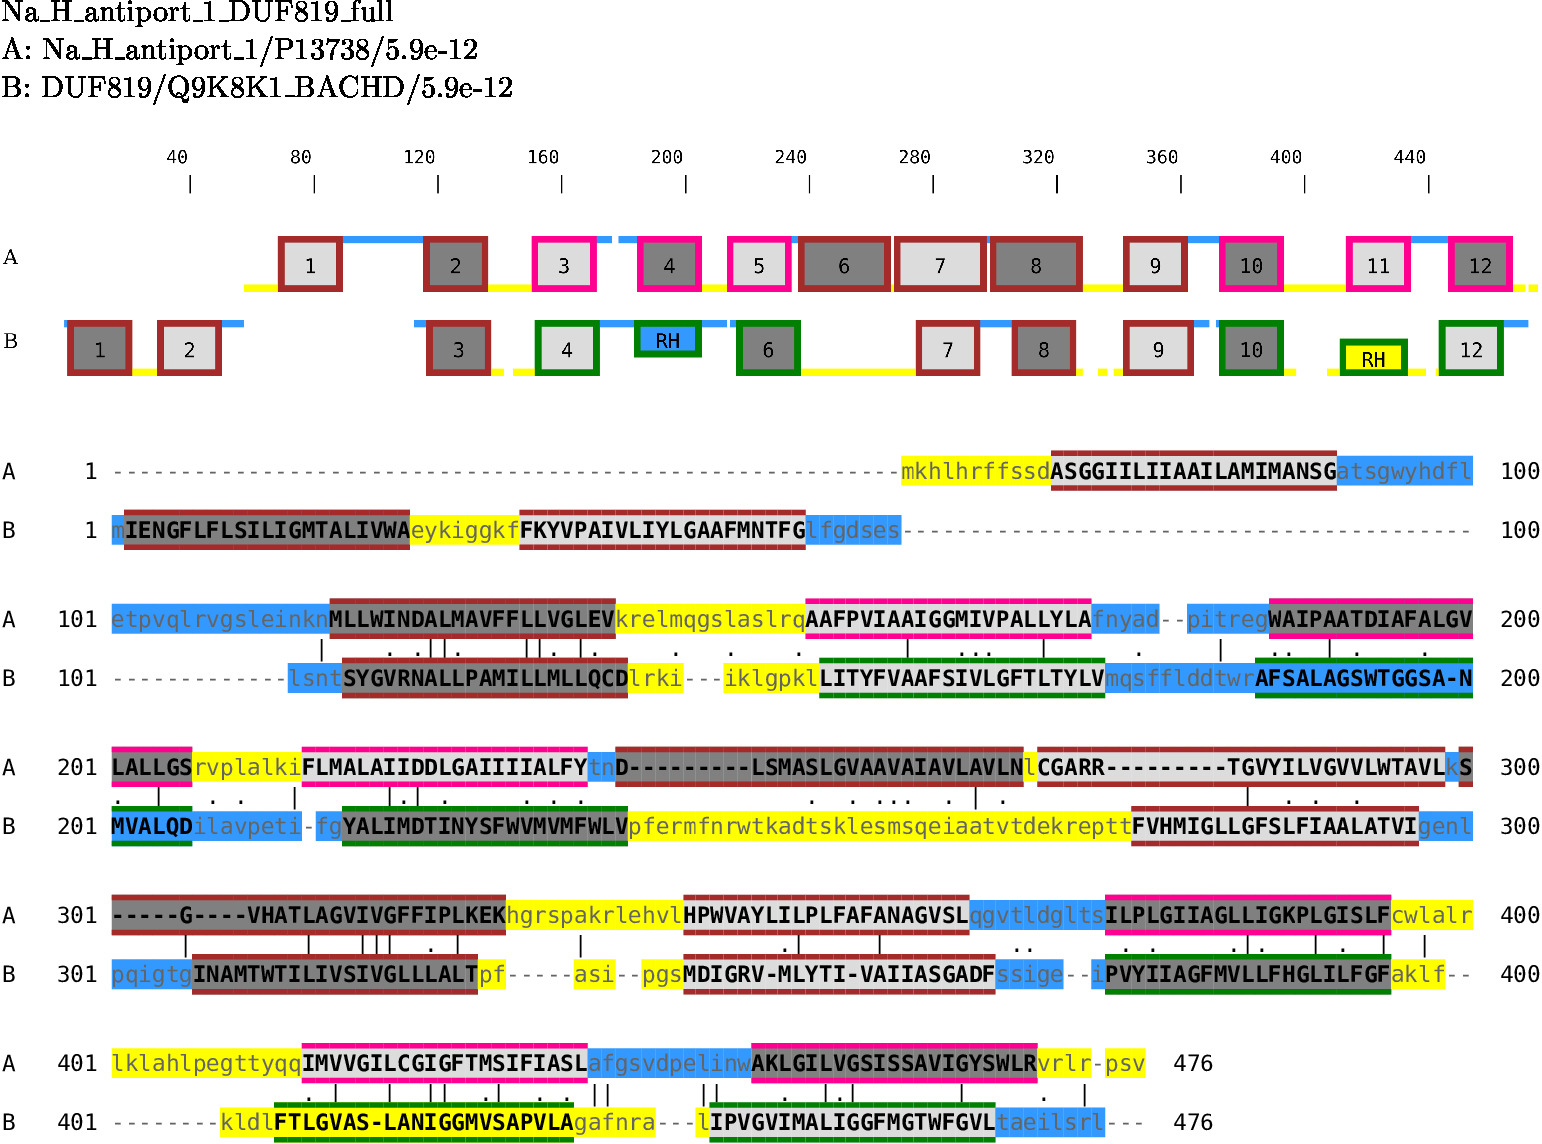 Na_H_antiport_1_DUF819_full
A: Na_H_antiport_1/P13738/5.9e-12
B: DUF819/Q9K8K1_BACHD/5.9e-12
40 80 120 160 200 240 280 320 360 400 440
A 1 2 3 4 5 6 7 8 9 10 11 12
B 1 2 3 4 RH 6 7 8 9 10 RH 12
A 1 ----------------------------------------------------------mkhlhrffssdASGGIILIIAAILAMIMANSGatsgwyhdfl 100
B 1 mIENGFLFLSILIGMTALIVWAeykiggkfFKYVPAIVLIYLGAAFMNTFGlfgdses------------------------------------------ 100
A 101 etpvqlrvgsleinknMLLWINDALMAVFFLLVGLEVkrelmqgslaslrqAAFPVIAAIGGMIVPALLYLAfnyad--pitregWAIPAATDIAFALGV 200
B 101 -------------lsntSYGVRNALLPAMILLMLLQCDlrki---iklgpklLITYFVAAFSIVLGFTLTYLVmqsfflddtwrAFSALAGSWTGGSA-N 200
A 201 LALLGSrvplalkiFLMALAIIDDLGAIIIIALFYtnD---------LSMASLGVAAVAIAVLAVLNlCGARR---------TGVYILVGVVLWTAVLkS 300
B 201 MVALQDilavpeti-fgYALIMDTINYSFWVMVMFWLVpfermfnrwtkadtsklesmsqeiaatvtdekrepttFVHMIGLLGFSLFIAALATVIgenl 300
A 301 -----G----VHATLAGVIVGFFIPLKEKhgrspakrlehvlHPWVAYLILPLFAFANAGVSLqgvtldgltsILPLGIIAGLLIGKPLGISLFcwlalr 400
B 301 pqigtgINAMTWTILIVSIVGLLLALTpf-----asi--pgsMDIGRV-MLYTI-VAIIASGADFssige--iPVYIIAGFMVLLFHGLILFGFaklf-- 400
A 401 lklahlpegttyqqIMVVGILCGIGFTMSIFIASLafgsvdpelinwAKLGILVGSISSAVIGYSWLRvrlr-psv 476
B 401 --------kldlFTLGVAS-LANIGGMVSAPVLAgafnra---lIPVGVIMALIGGFMGTWFGVLtaeilsrl--- 476